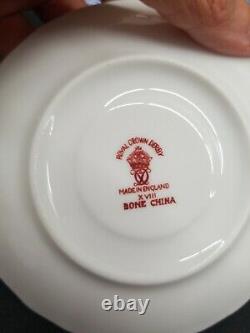 ROYAL CROWN DERBY
MADE IN ENGLAND
XVIII
BONE CHINA